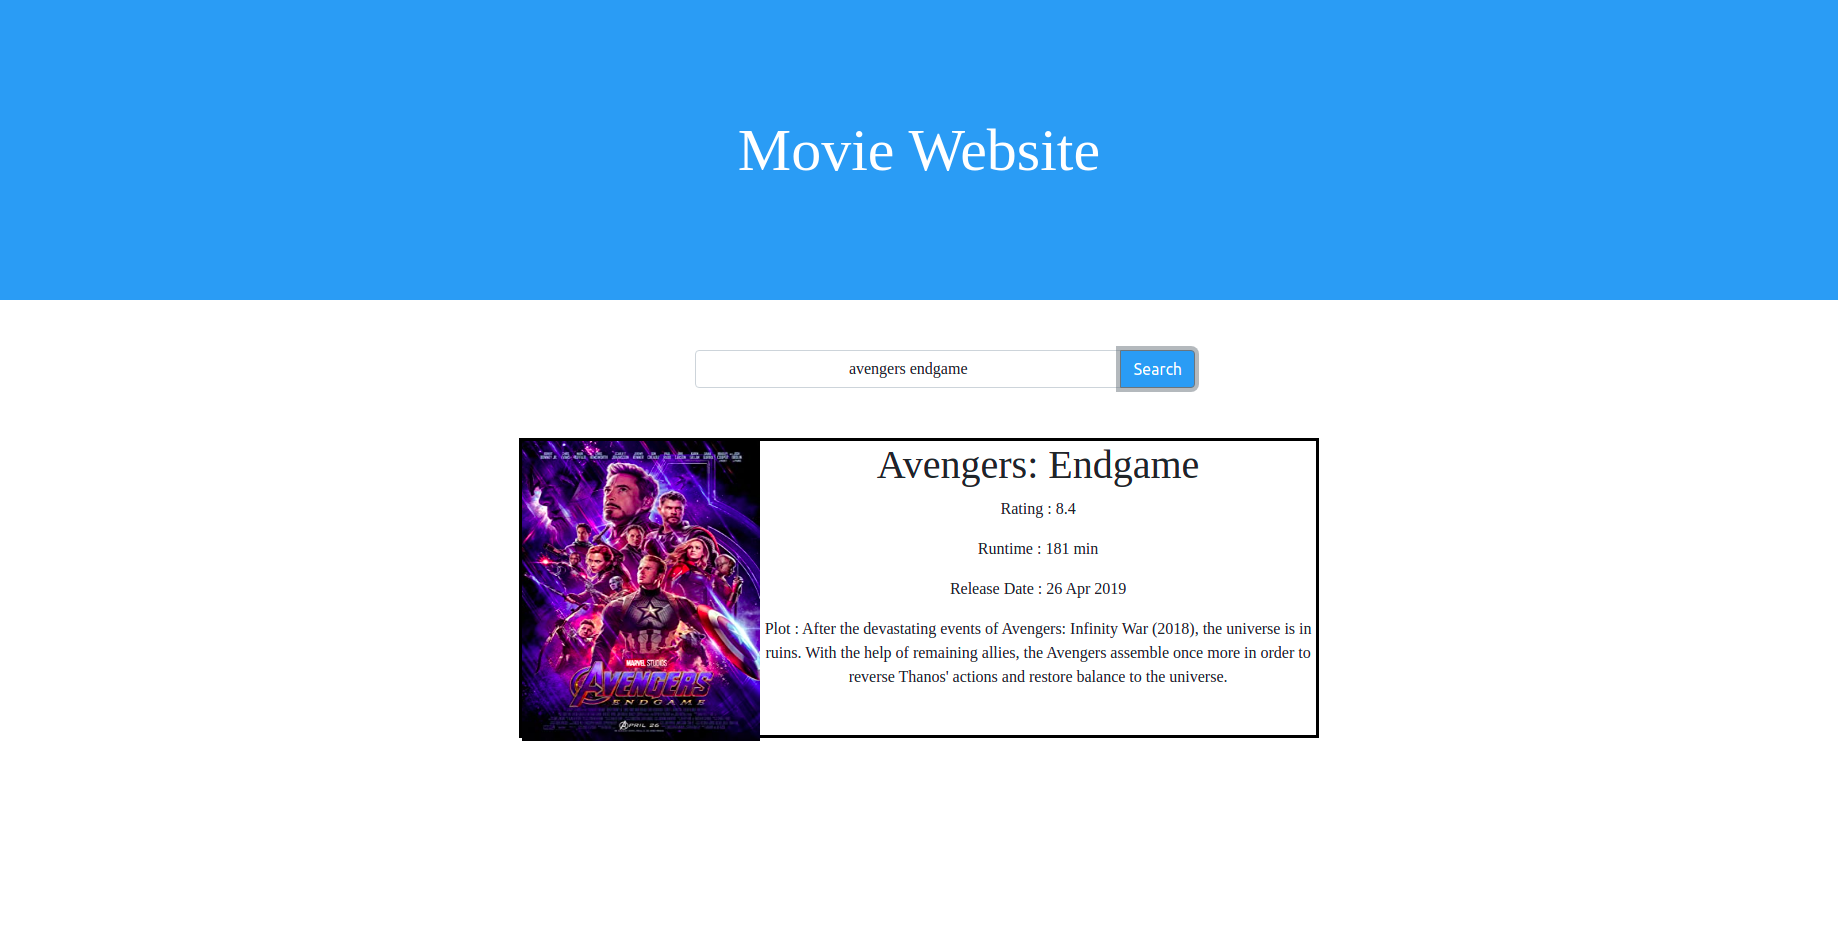 Movie Website
avengers endgame
Search
MARVEL STUDIOS
AVENGERS
ENDGAME
APRIL 26
Avengers: Endgame
Rating : 8.4
Runtime : 181 min
Release Date : 26 Apr 2019
Plot : After the devastating events of Avengers: Infinity War (2018), the universe is in
ruins. With the help of remaining allies, the Avengers assemble once more in order to
reverse Thanos' actions and restore balance to the universe.